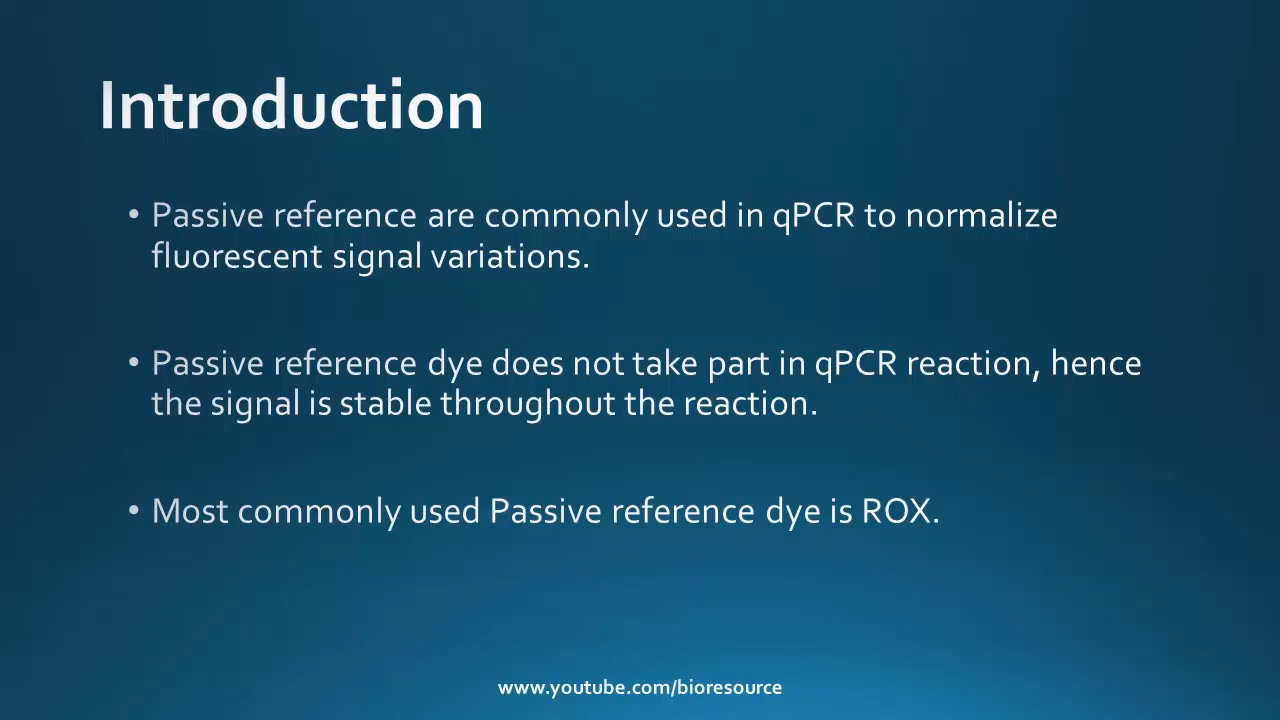 Introduction
• Passive reference are commonly used in qPCR to normalize
fluorescent signal variations.
• Passive reference dye does not take part in qPCR reaction, hence
the signal is stable throughout the reaction.
• Most commonly used Passive reference dye is ROX.
www.youtube.com/bioresource